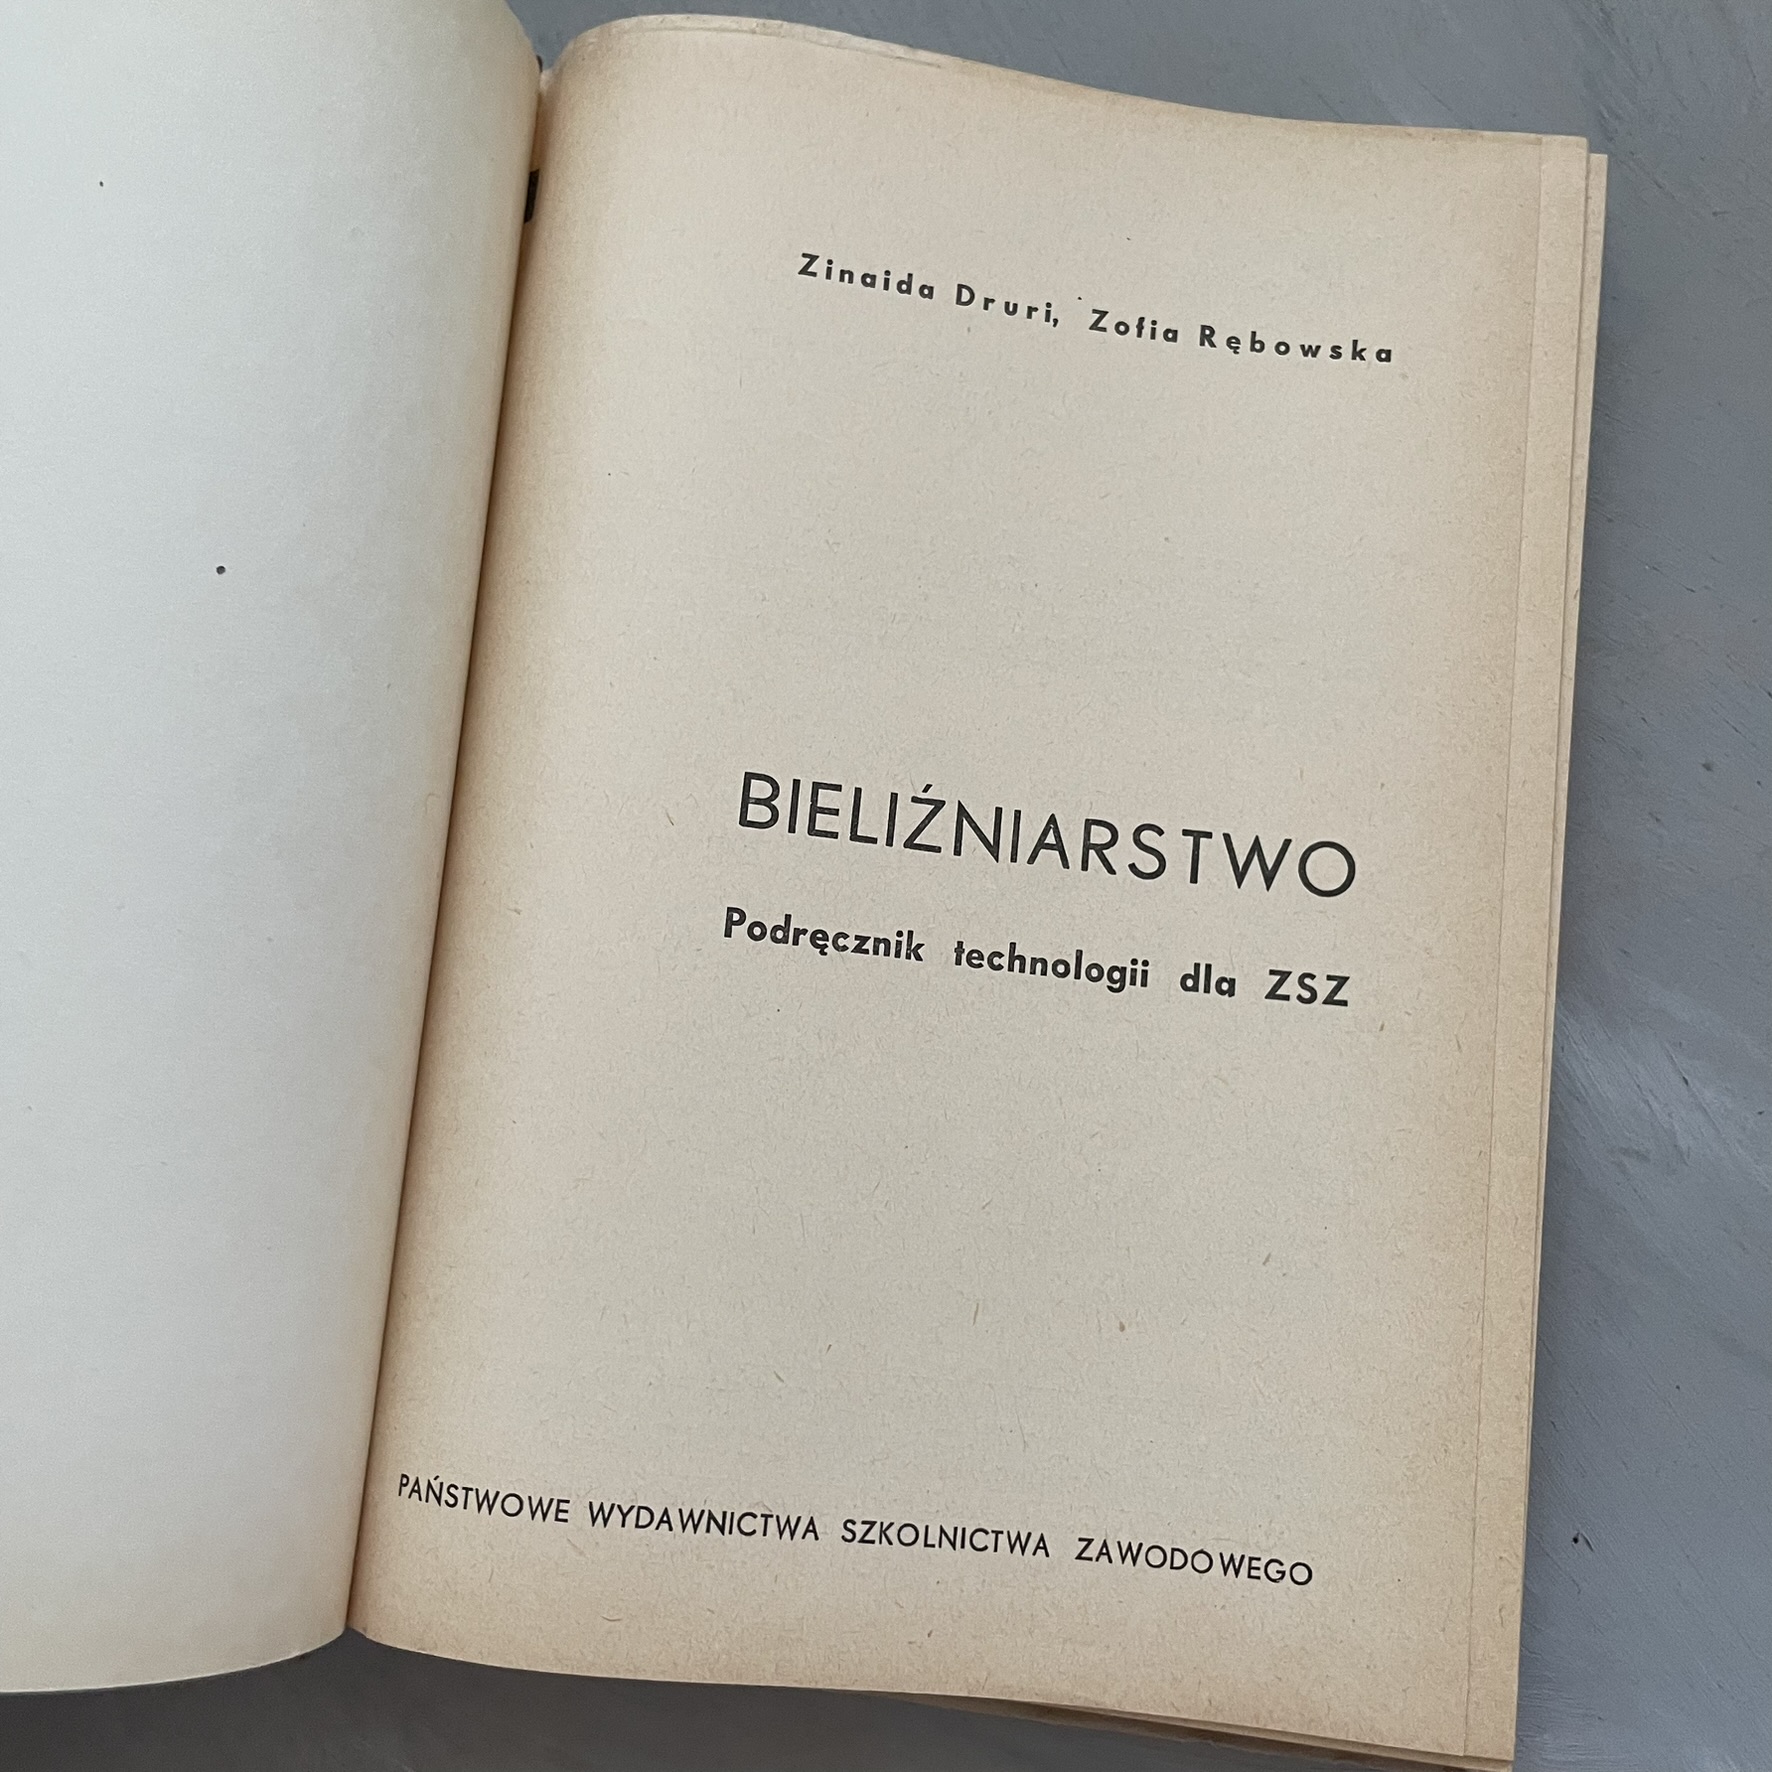 Zinaida Druri, Zofia Rębowska
BIELIŹNIARSTWO
Podręcznik technologii dla ZSZ
PAŃSTWOWE WYDAWNICTWA SZKOLNICTWA ZAWODOWEGO